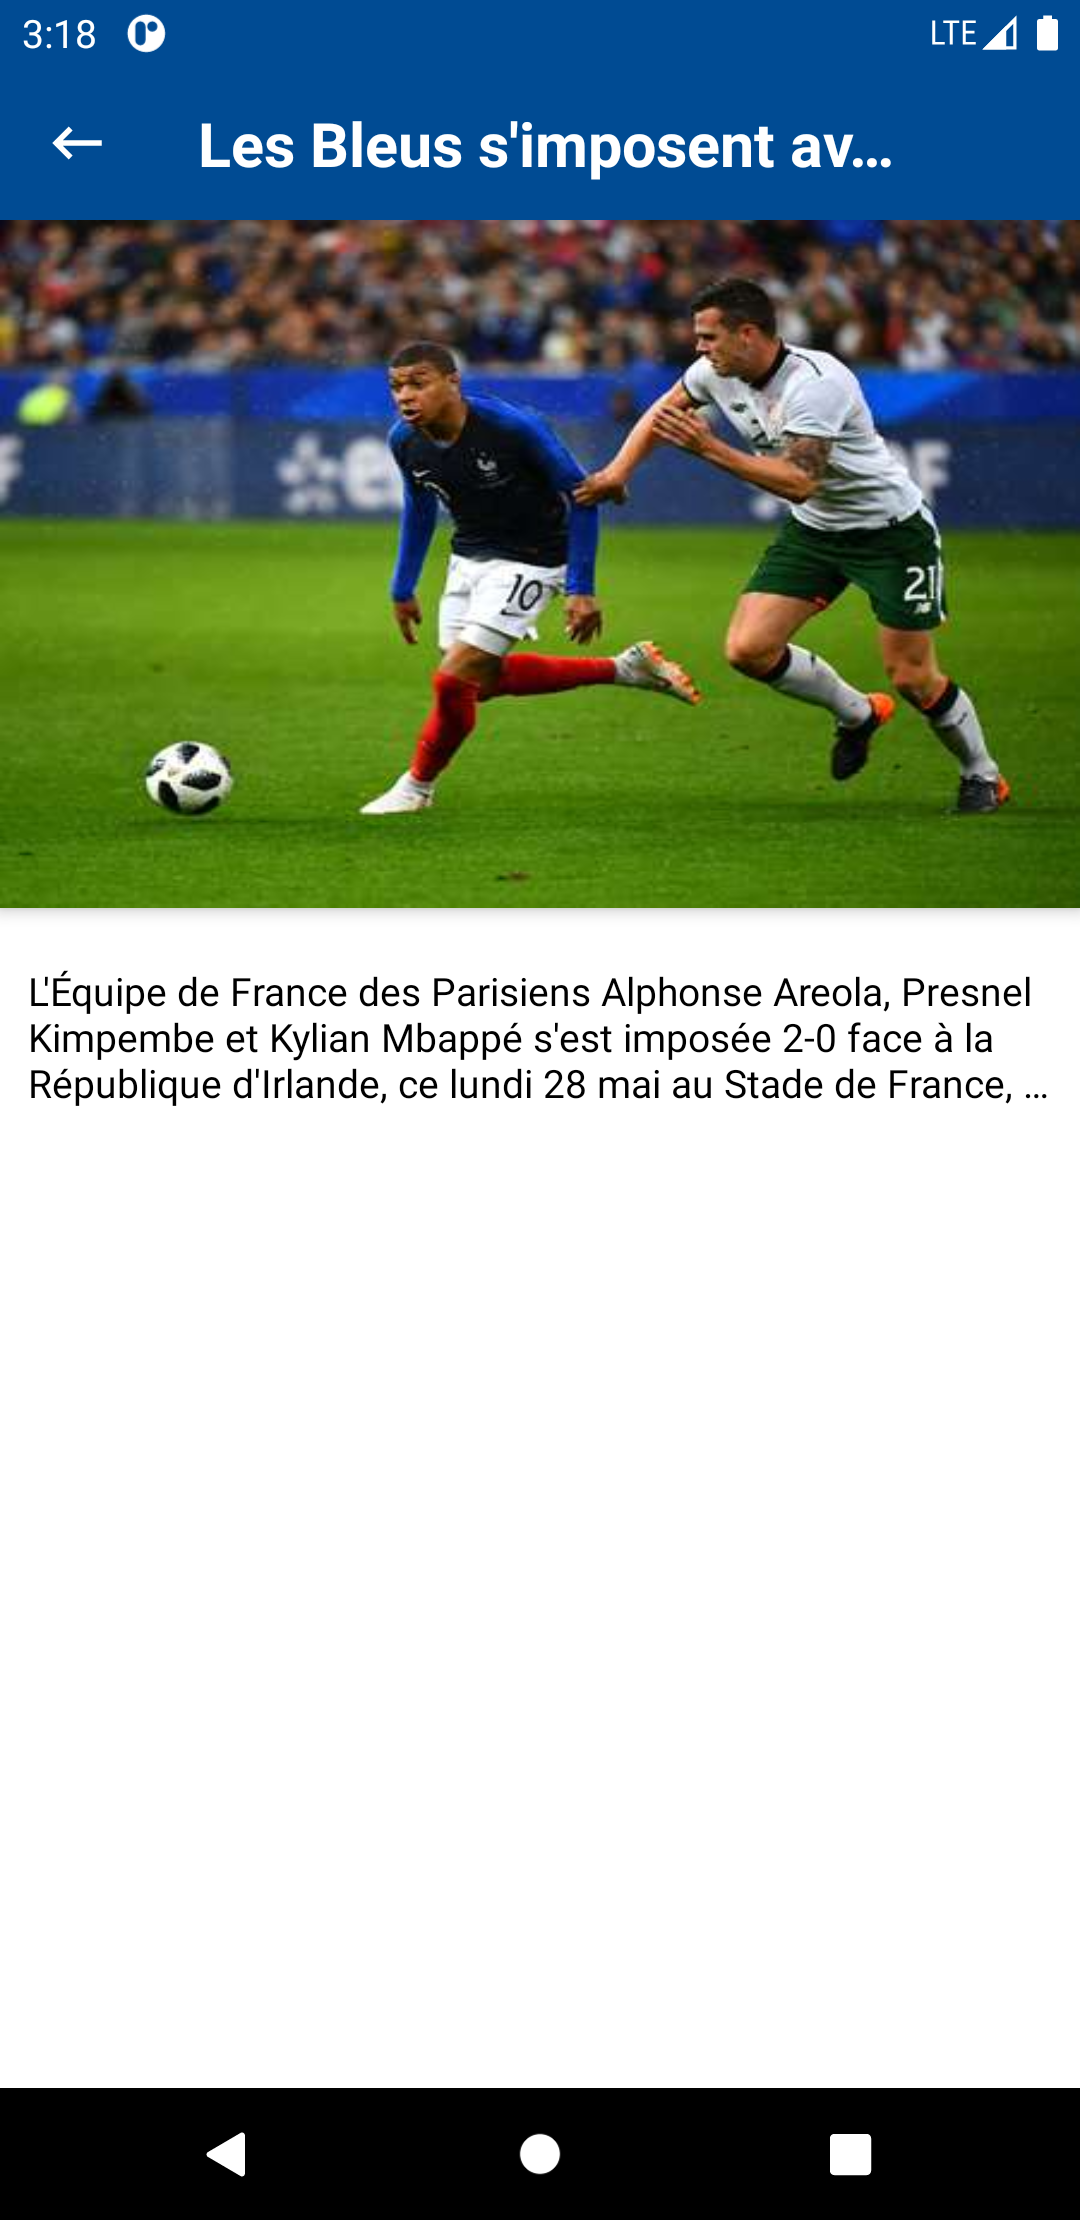 3:18
LTE
Les Bleus s'imposent av...
10
21
L'Équipe de France des Parisiens Alphonse Areola, Presnel
Kimpembe et Kylian Mbappé s'est imposée 2-0 face à la
République d'Irlande, ce lundi 28 mai au Stade de France, ...